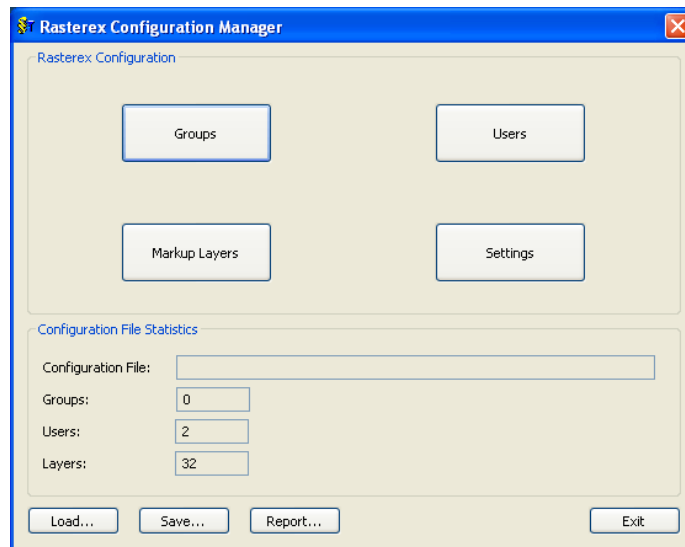 Rasterex Configuration Manager
Rasterex Configuration
Groups
Users
Markup Layers
Settings
Configuration File Statistics
Configuration File:
Groups: 0
Users: 2
Layers: 32
Load... Save... Report... Exit